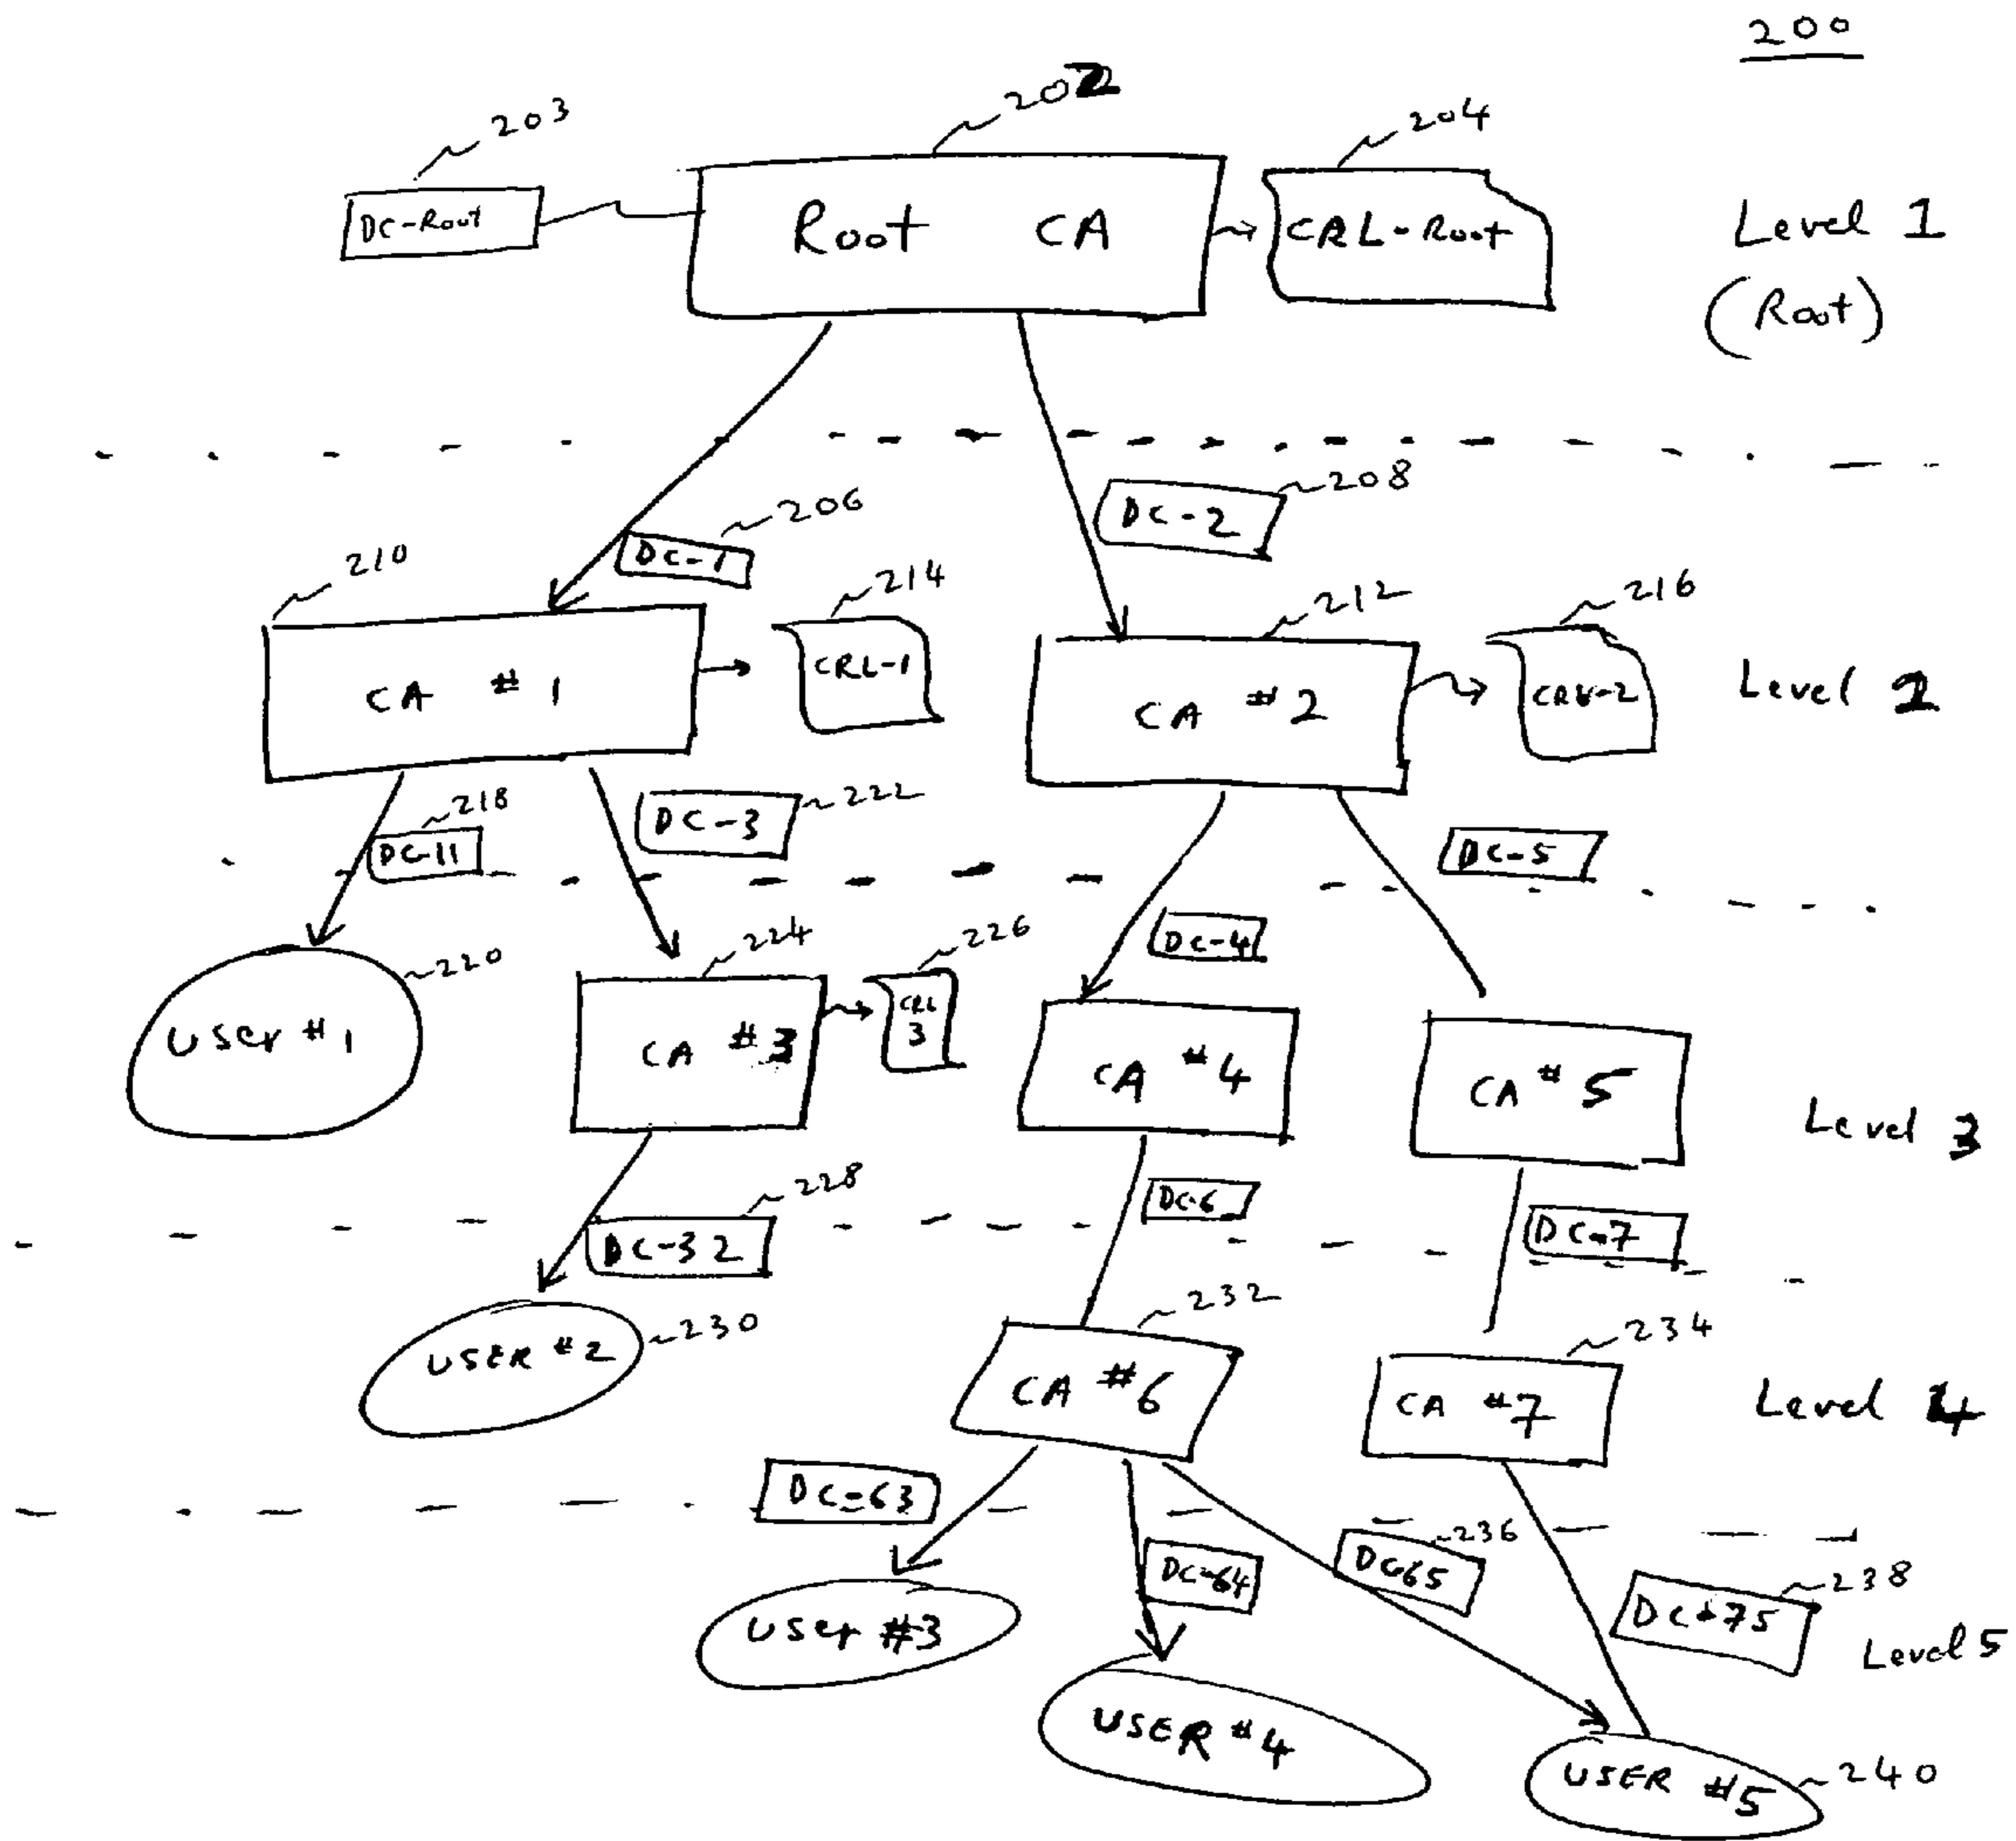 200
202
203
204
DC-Root
Root CA
CRL-Root
Level 1
(Root)
208
DC-2
206
DC-1
210
214
212
216
CA #1
CRL-1
CA #2
CRL-2
Level 2
218
DC-3
222
DC-11
DC-5
DC-4
220
224
226
User #1
CA #3
CRL
3
CA #4
CA #5
Level 3
228
DC-6
DC-32
DC-7
232
230
234
USER #2
CA #6
CA #7
Level 4
DC-63
236
DC-64
DC-65
238
DC-75
User #3
Level 5
USER #4
USER #5
240